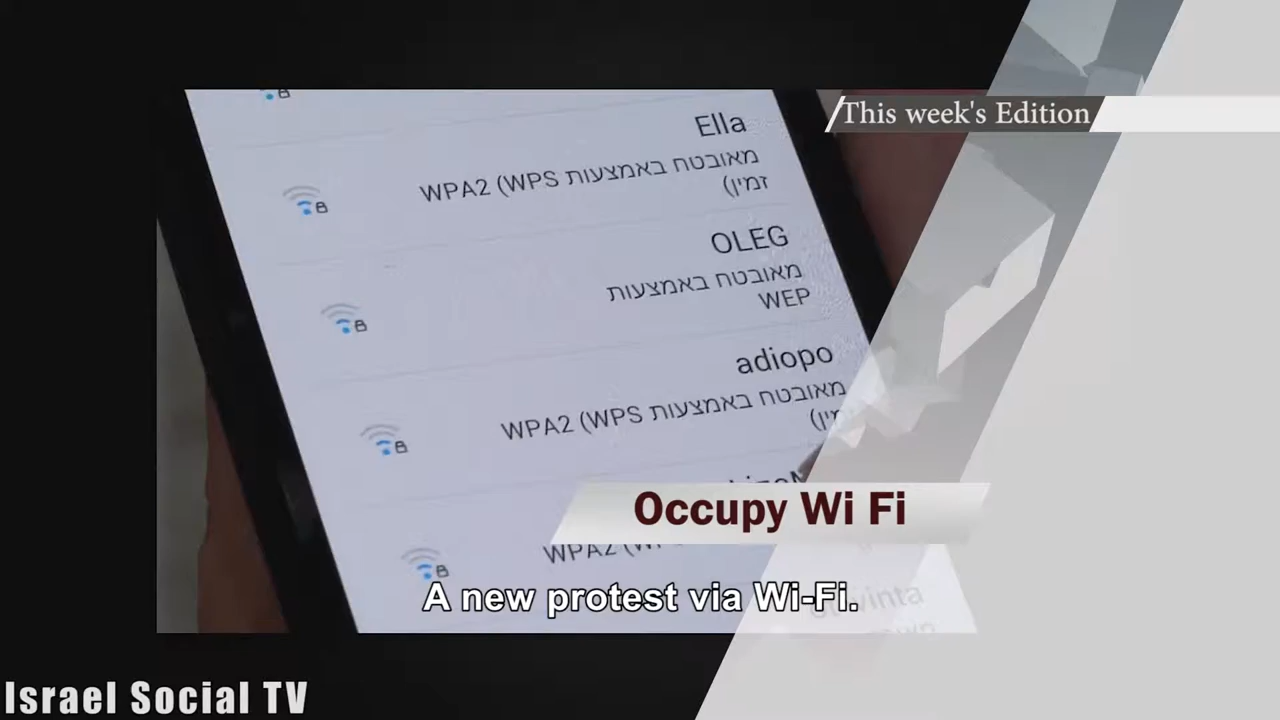 This week's Edition
Ella
מאובטח באמצעות WPA2 (WPS
זמין)
OLEG
מאובטח באמצעות
WEP
adiopo
מאובטח באמצעות WPA2 (WPS
Occupy Wi Fi
WPA2
A new protest via Wi-Fi.
Israel Social TV